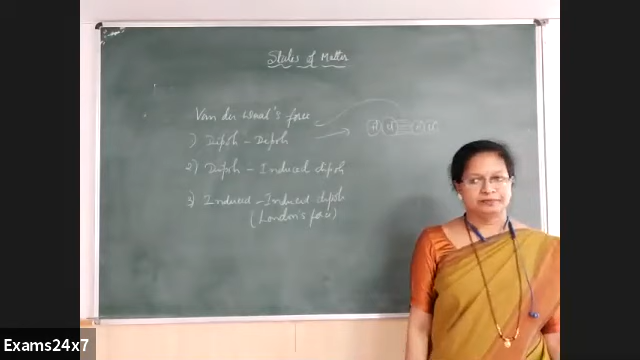 States of Matter
Van der Waal's force
1) Dipole - Dipole
2) Dipole - Induced dipole
3) Induced - Induced dipole
(London's force)
Exams24x7